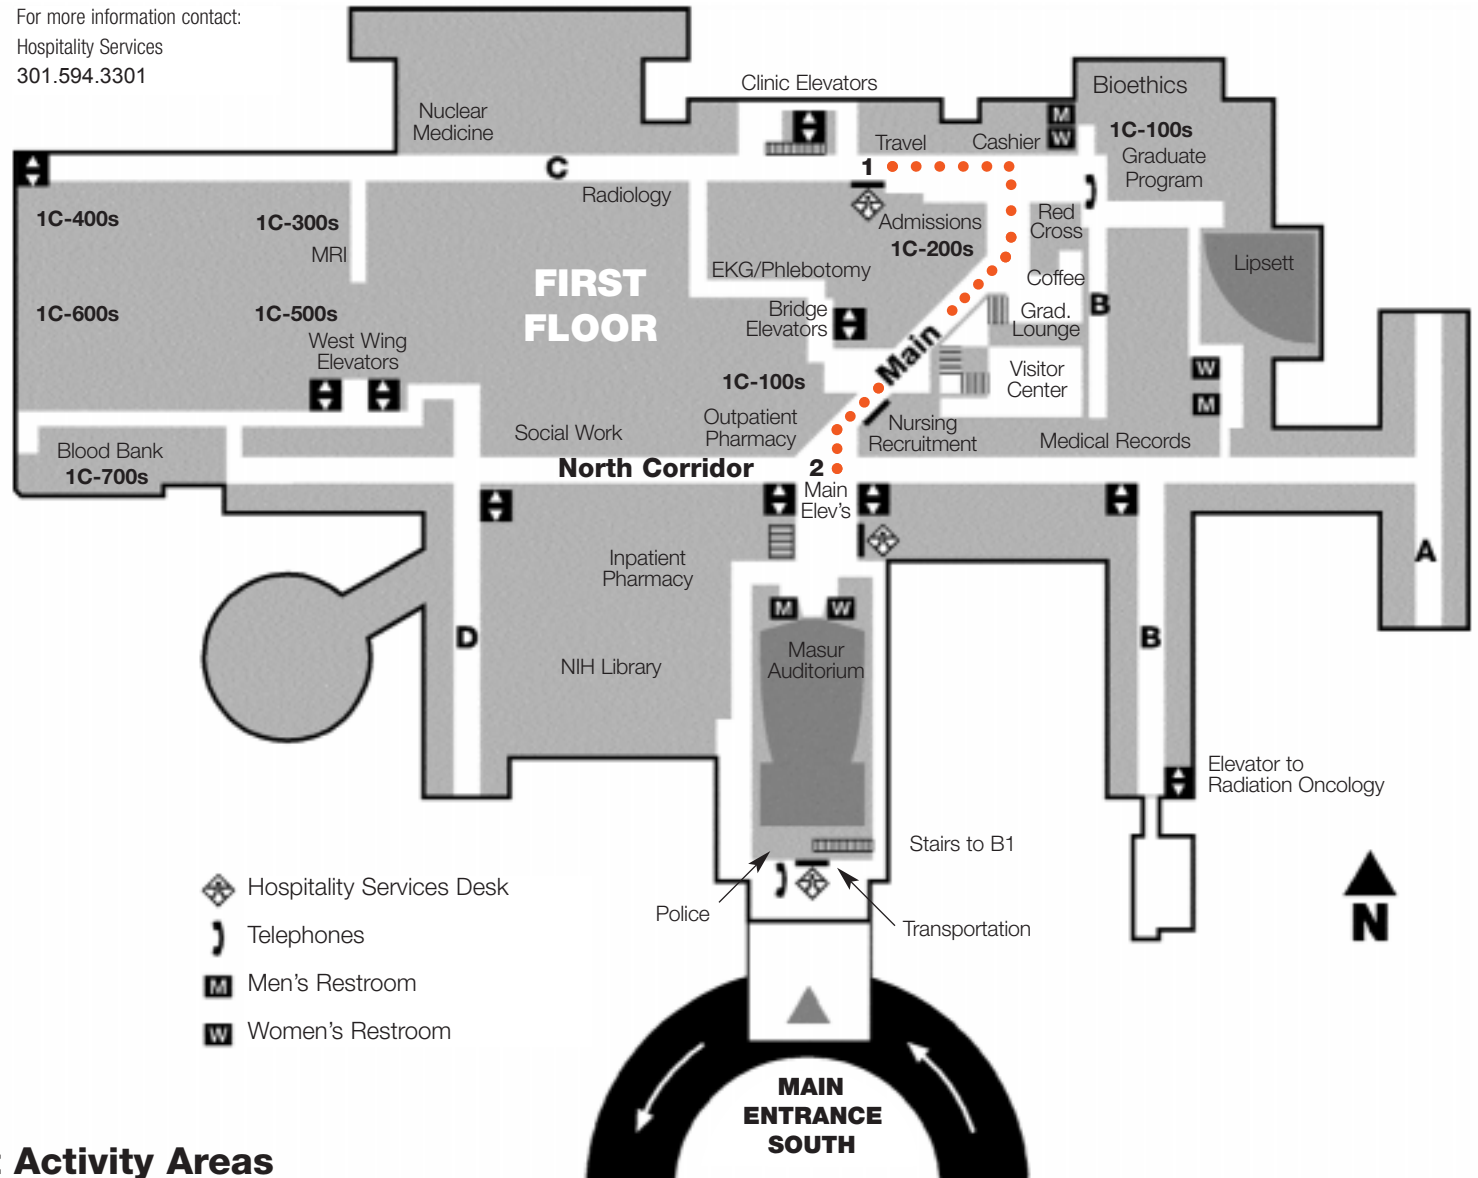 For more information contact:
Hospitality Services
301.594.3301
Clinic Elevators
Bioethics
Nuclear
Medicine
M
W
1C-100s
Travel
Cashier
Graduate
Program
C
1
Radiology
1C-400s
1C-300s
MRI
Admissions
1C-200s
Red
Cross
EKG/Phlebotomy
Lipsett
FIRST
FLOOR
Coffee
B
1C-600s
1C-500s
Bridge
Elevators
Grad.
Lounge
West Wing
Elevators
Main
1C-100s
Visitor
Center
W
M
Outpatient
Pharmacy
Nursing
Recruitment
Social Work
Medical Records
Blood Bank
1C-700s
North Corridor
2
Main
Elev's
Inpatient
Pharmacy
A
M
W
D
B
Masur
Auditorium
NIH Library
Elevator to
Radiation Oncology
Stairs to B1
Hospitality Services Desk
Police
Transportation
Telephones
N
M Men's Restroom
W Women's Restroom
MAIN
ENTRANCE
SOUTH
Activity Areas